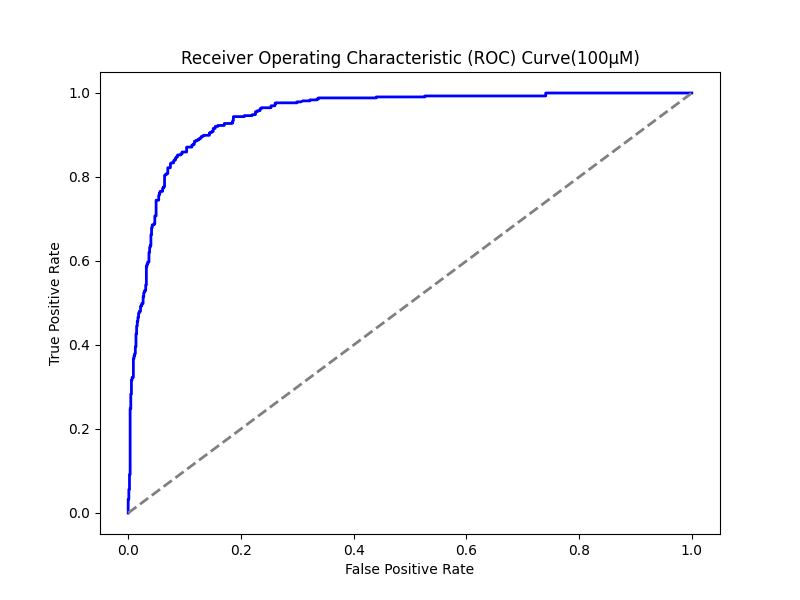 Receiver Operating Characteristic (ROC) Curve(100μM)
True Positive Rate
1.0
0.8
0.6
0.4
0.2
0.0
0.0 0.2 0.4 0.6 0.8 1.0
False Positive Rate